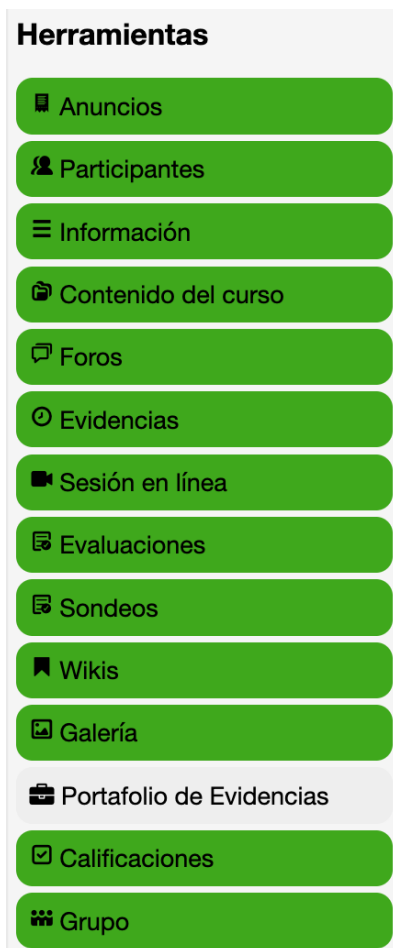 Herramientas
Anuncios
Participantes
Información
Contenido del curso
Foros
Evidencias
Sesión en línea
Evaluaciones
Sondeos
Wikis
Galería
Portafolio de Evidencias
Calificaciones
Grupo